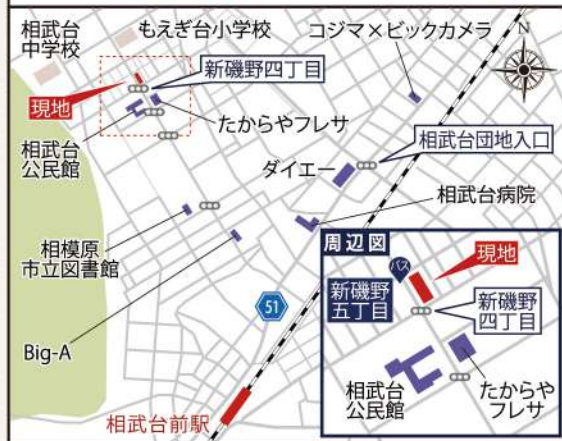 相武台
中学校
もえぎ台小学校
コジマ×ビックカメラ
N
新磯野四丁目
現地
たからやフレサ
相武台
公民館
相武台団地入口
ダイエー
相武台病院
相模原
市立図書館
Big-A
51
相武台前駅
周辺図
バス
現地
新磯野
五丁目
新磯野
四丁目
相武台
公民館
たからや
フレサ